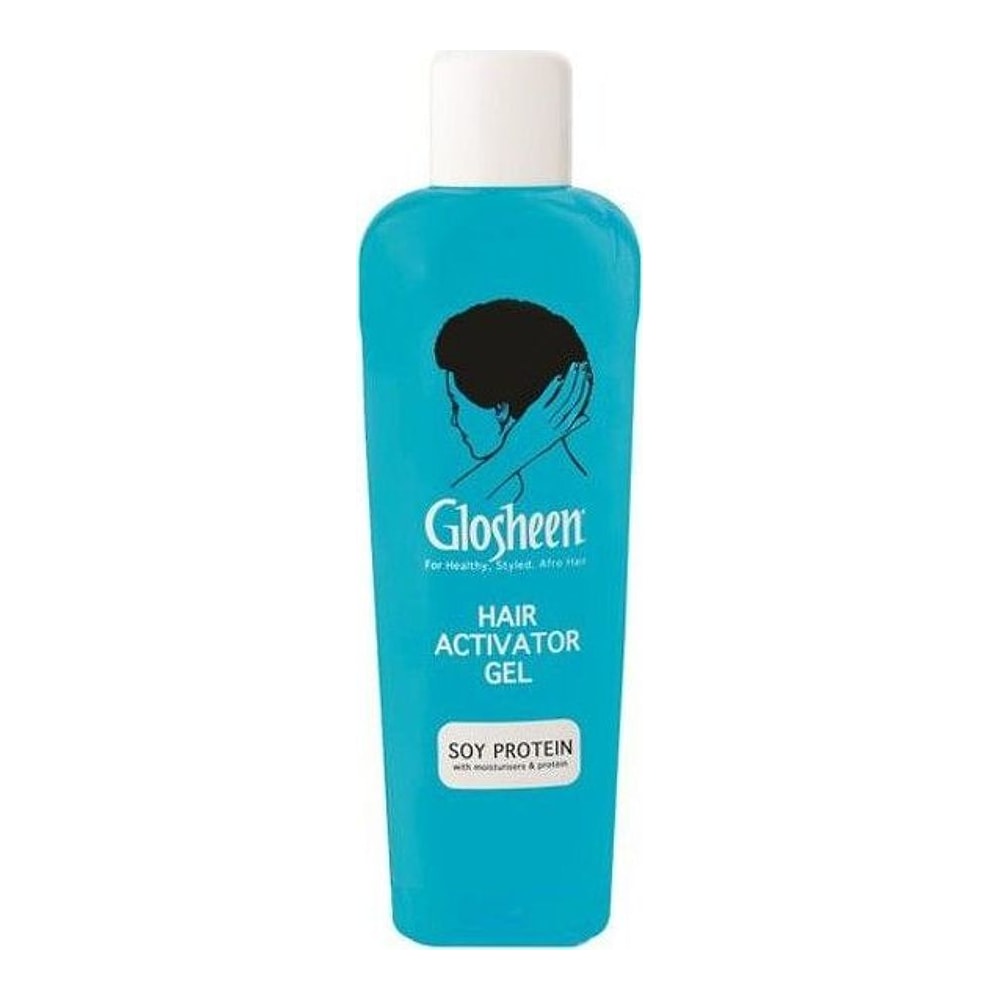 Glosheen
For Healthy, Styled, Afro Hair
HAIR
ACTIVATOR
GEL
SOY PROTEIN
with moisturisers & protein